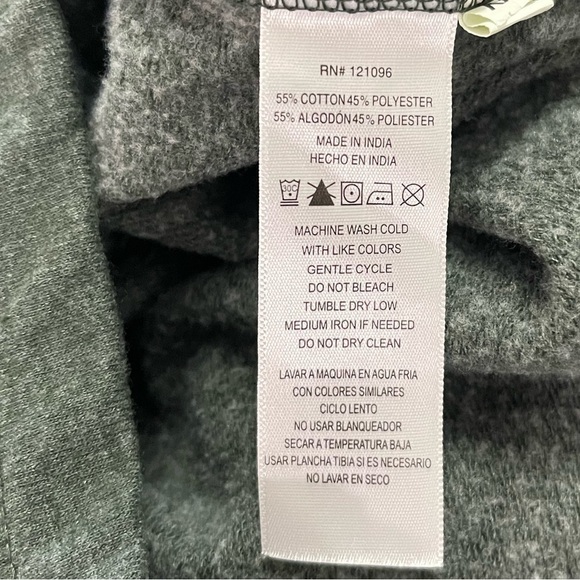 RN# 121096
55% COTTON 45% POLYESTER
55% ALGODÓN 45% POLIESTER
MADE IN INDIA
HECHO EN INDIA
30C
MACHINE WASH COLD
WITH LIKE COLORS
GENTLE CYCLE
DO NOT BLEACH
TUMBLE DRY LOW
MEDIUM IRON IF NEEDED
DO NOT DRY CLEAN
LAVAR A MAQUINA EN AGUA FRIA
CON COLORES SIMILARES
CICLO LENTO
NO USAR BLANQUEADOR
SECAR A TEMPERATURA BAJA
USAR PLANCHA TIBIA SI ES NECESARIO
NO LAVAR EN SECO